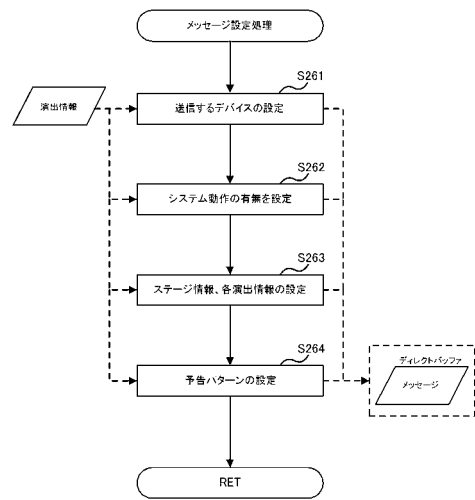 メッセージ設定処理
S261
演出情報
送信するデバイスの設定
S262
システム動作の有無を設定
S263
ステージ情報、各演出情報の設定
S264
予告パターンの設定
ディレクトバッファ
メッセージ
RET